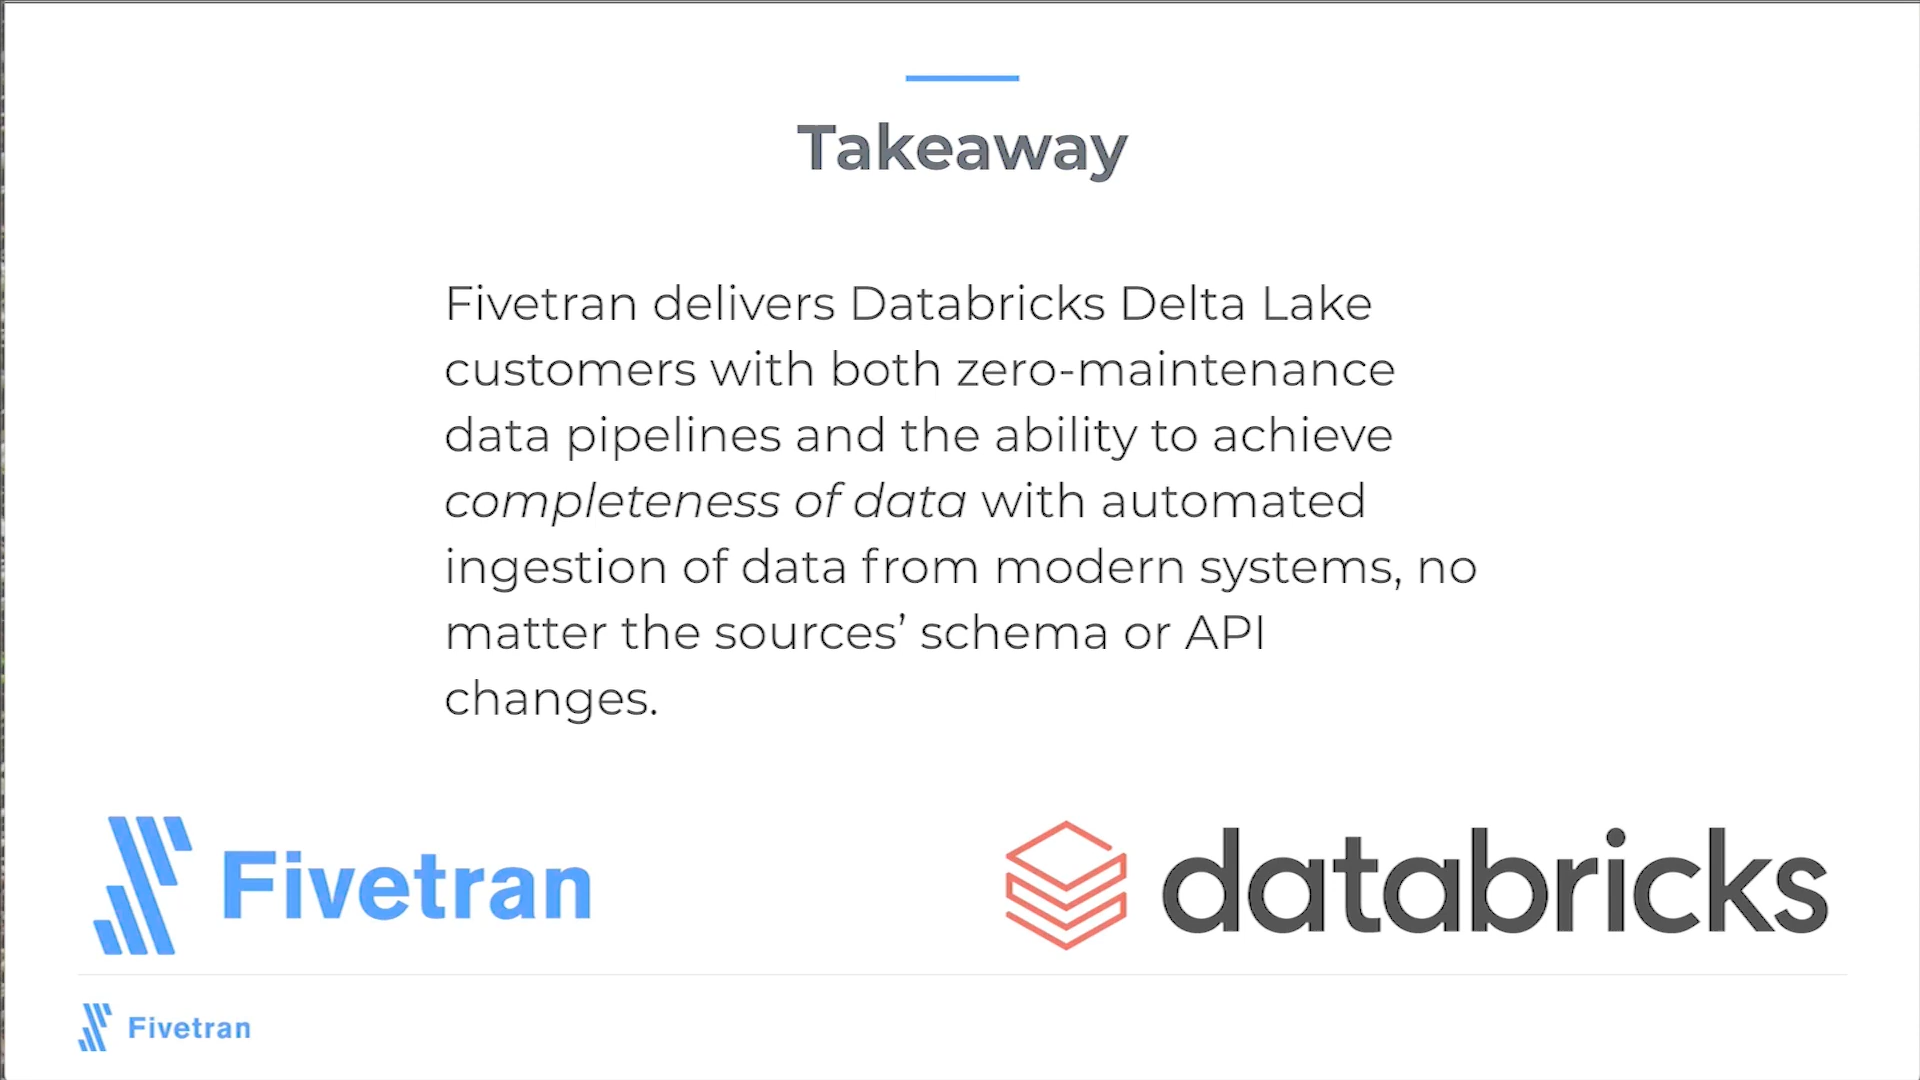 Takeaway
Fivetran delivers Databricks Delta Lake
customers with both zero-maintenance
data pipelines and the ability to achieve
completeness of data with automated
ingestion of data from modern systems, no
matter the sources’ schema or API
changes.
Fivetran
databricks
Fivetran